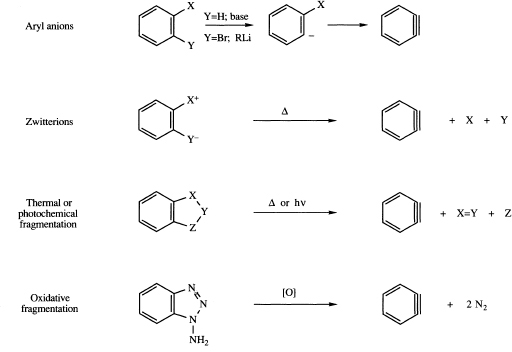 Aryl anions
X
Y
Y=H; base
Y=Br; RLi
X
–
Zwitterions
X+
Y–
Δ
+ X + Y
Thermal or
photochemical
fragmentation
X
Y
Z
Δ or hν
+ X=Y + Z
Oxidative
fragmentation
N
N
N
NH2
[O]
+ 2 N2